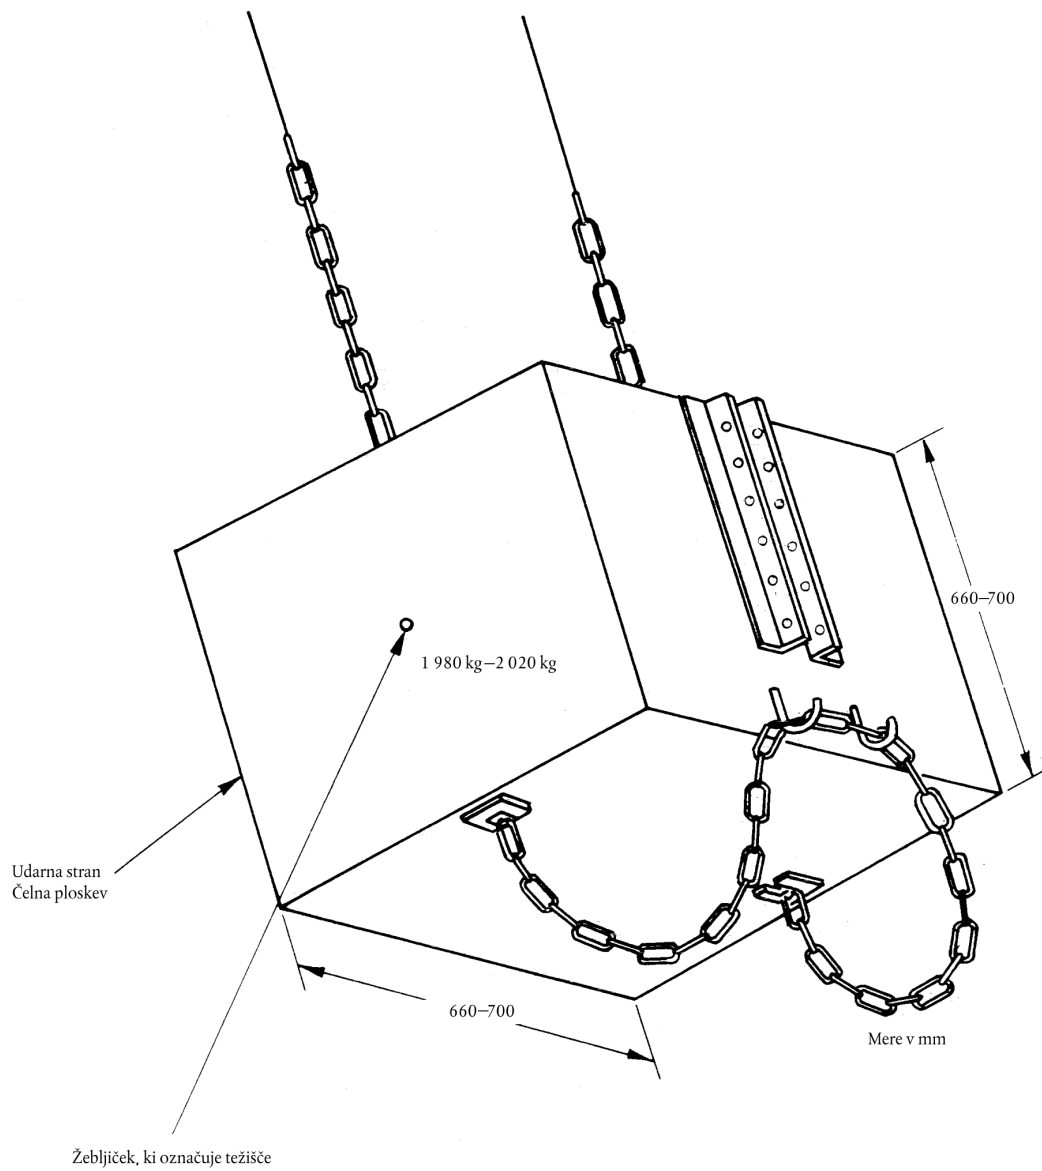 660–700
1 980 kg–2 020 kg
Udarna stran
Čelna ploskev
660–700
Mere v mm
Žebljiček, ki označuje težišče